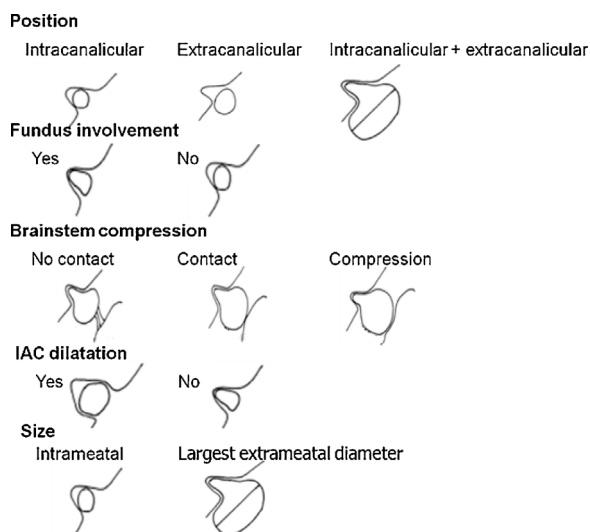 Position
Intracanalicular Extracanalicular Intracanalicular + extracanalicular
Fundus involvement
Yes No
Brainstem compression
No contact Contact Compression
IAC dilatation
Yes No
Size
Intrameatal Largest extrameatal diameter